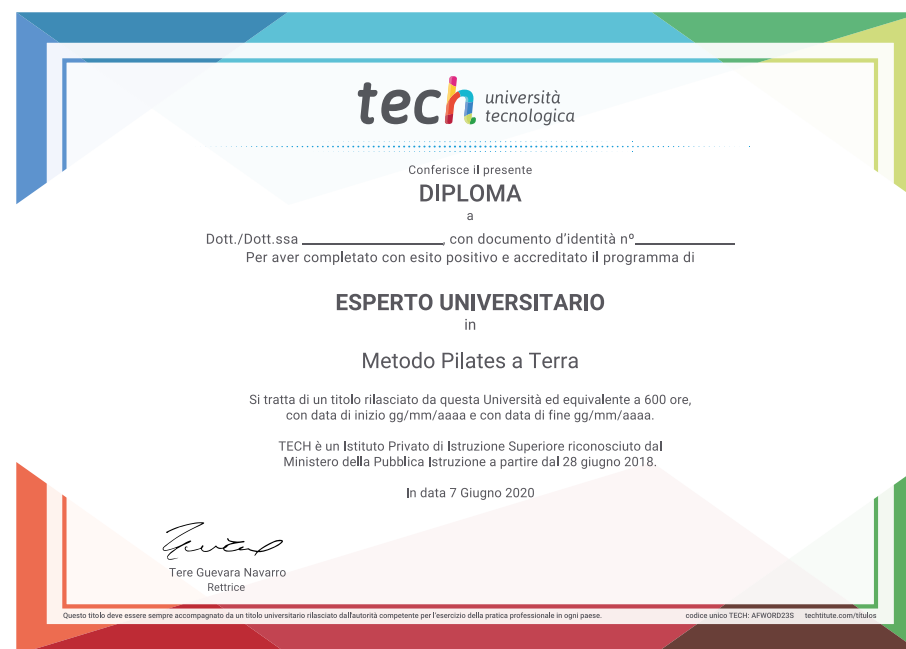 tech università
tecnologica
Conferisce il presente
DIPLOMA
a
Dott./Dott.ssa ____________________, con documento d'identità nº______________
Per aver completato con esito positivo e accreditato il programma di
ESPERTO UNIVERSITARIO
in
Metodo Pilates a Terra
Si tratta di un titolo rilasciato da questa Università ed equivalente a 600 ore,
con data di inizio gg/mm/aaaa e con data di fine gg/mm/aaaa.
TECH è un Istituto Privato di Istruzione Superiore riconosciuto dal
Ministero della Pubblica Istruzione a partire dal 28 giugno 2018.
In data 7 Giugno 2020
Tere Guevara Navarro
Rettrice
Questo titolo deve essere sempre accompagnato da un titolo universitario rilasciato dall'autorità competente per l'esercizio della pratica professionale in ogni paese. codice unico TECH: AFWORD23S techtitute.com/titulos